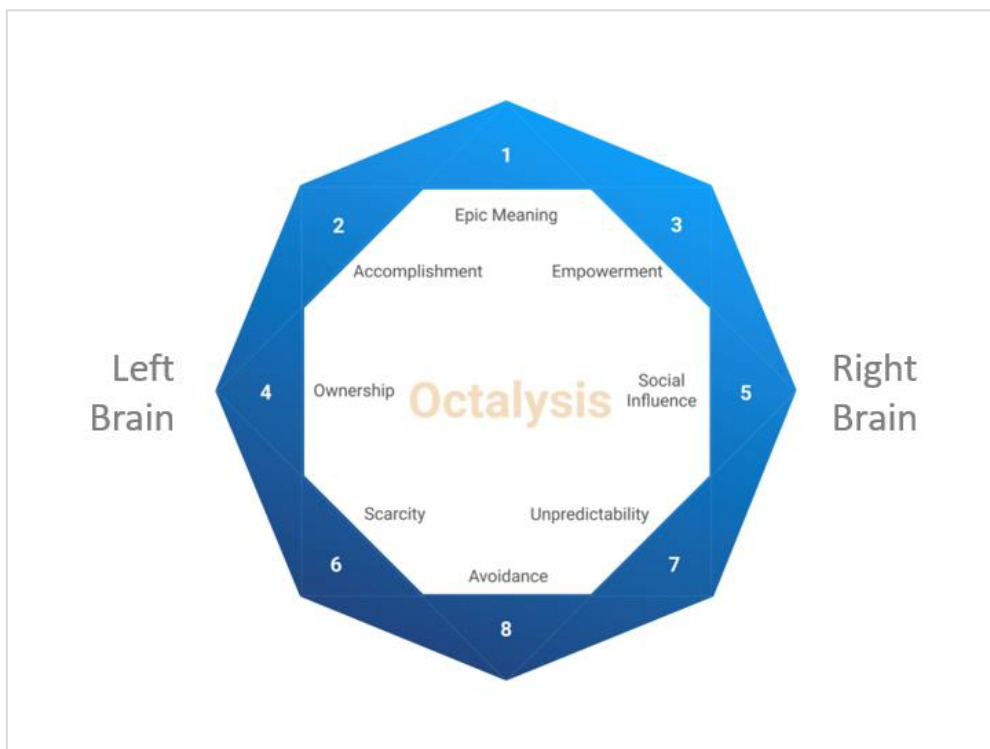 1
Epic Meaning
2
3
Accomplishment
Empowerment
Left
Brain
4
Ownership
Octalysis
Social
Influence
5
Right
Brain
Scarcity
Unpredictability
6
7
Avoidance
8